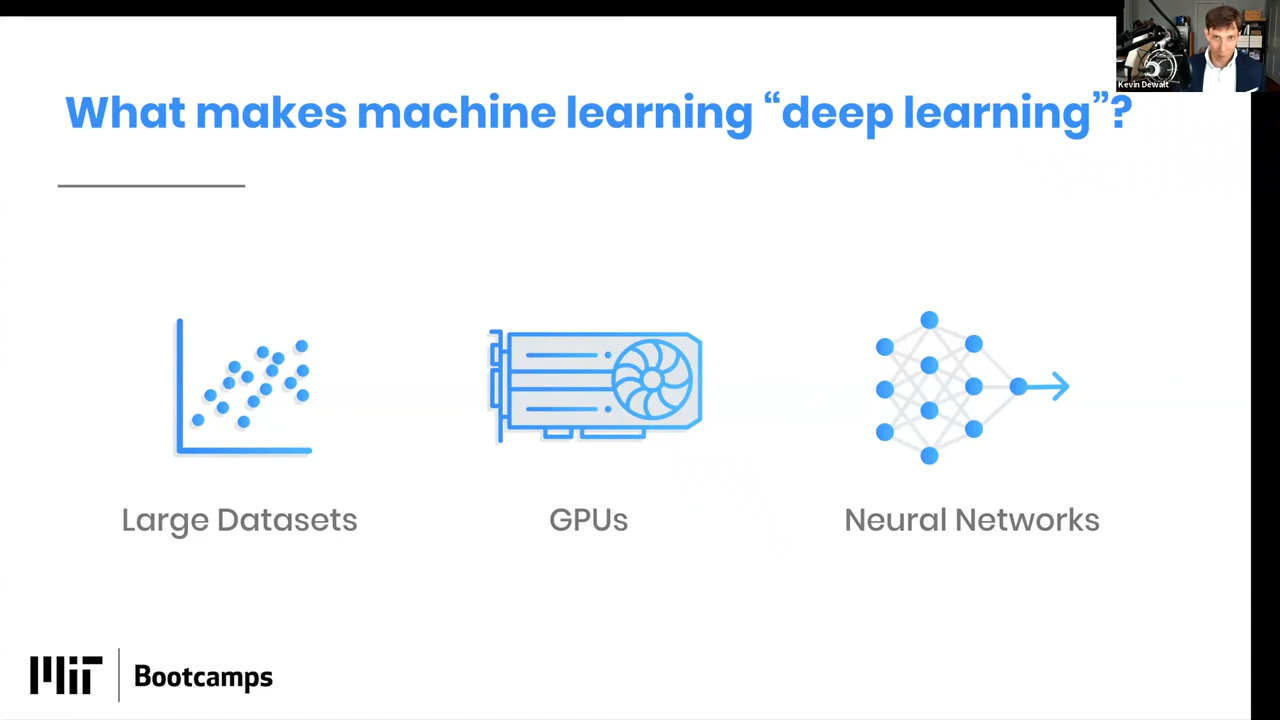 Kevin Dewalt
What makes machine learning “deep learning”?
Large Datasets
GPUs
Neural Networks
MIT
Bootcamps